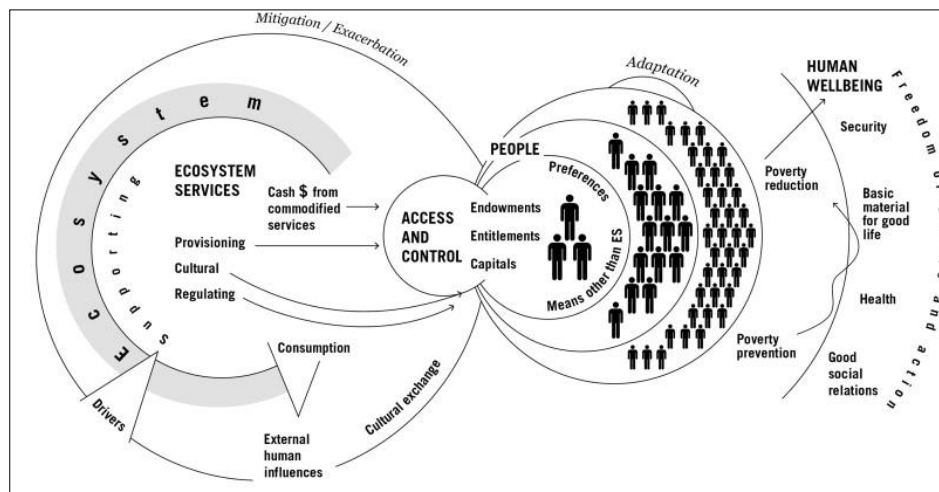 Mitigation / Exacerbation
Ecosystem
Supporting
ECOSYSTEM
SERVICES
Cash $ from
commodified
services
Provisioning
Cultural
Regulating
Consumption
Drivers
External
human
influences
Cultural exchange
ACCESS
AND
CONTROL
PEOPLE
Endowments
Entitlements
Capitals
Preferences
Means other than ES
Adaptation
HUMAN
WELLBEING
Security
Poverty
reduction
Basic
material
for good
life
Health
Poverty
prevention
Good
social
relations
Freedom of
and action